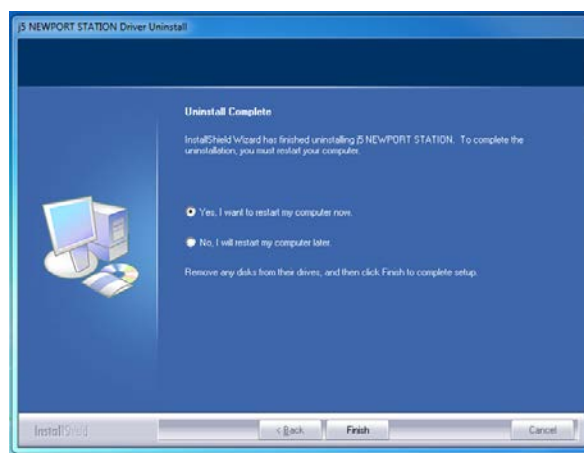 j5 NEWPORT STATION Driver Uninstall
Uninstall Complete
InstallShield Wizard has finished uninstalling j5 NEWPORT STATION. To complete the
uninstallation, you must restart your computer.
Yes, I want to restart my computer now.
No, I will restart my computer later.
Remove any disks from their drives, and then click Finish to complete setup.
InstallShield
< Back
Finish
Cancel